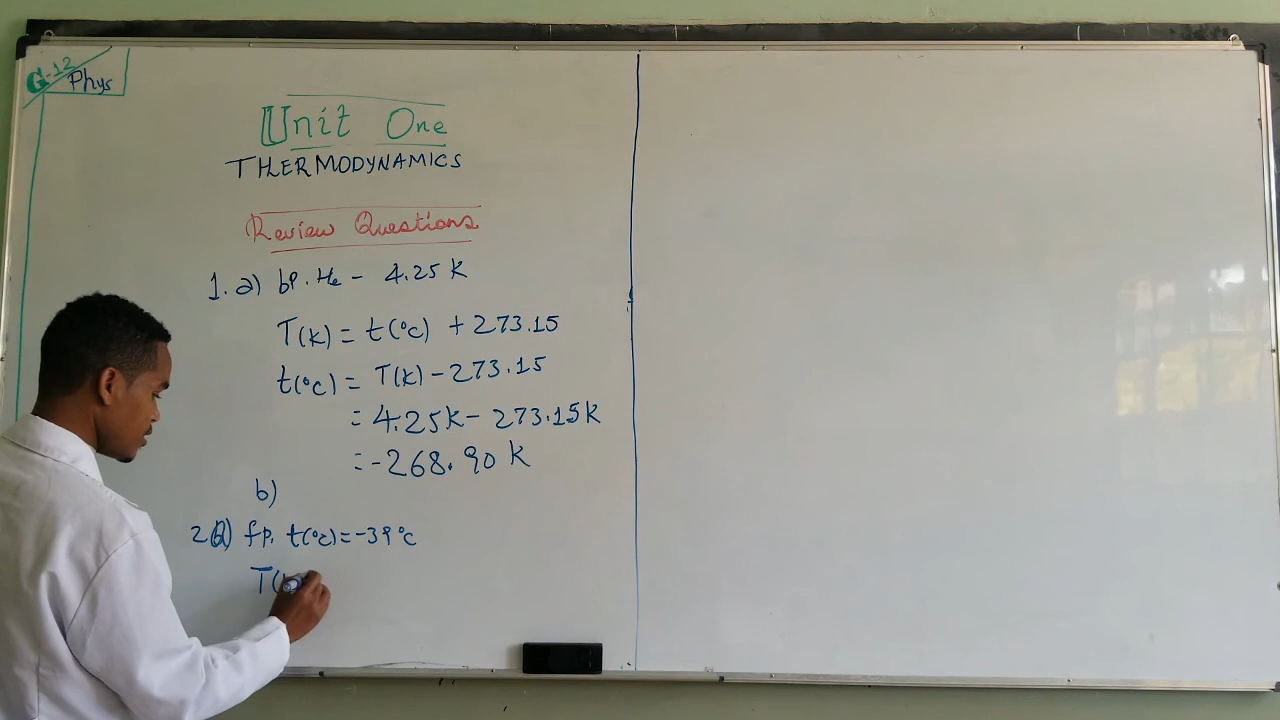 G-12
Phys
Unit One
THERMODYNAMICS
Review Questions
1. a) bp. He - 4.25 K
T(K) = t(°c) + 273.15
t(°c) = T(K) - 273.15
= 4.25K - 273.15K
= -268.90 K
b)
2 a) fp. t(°c) = -39°c
T(